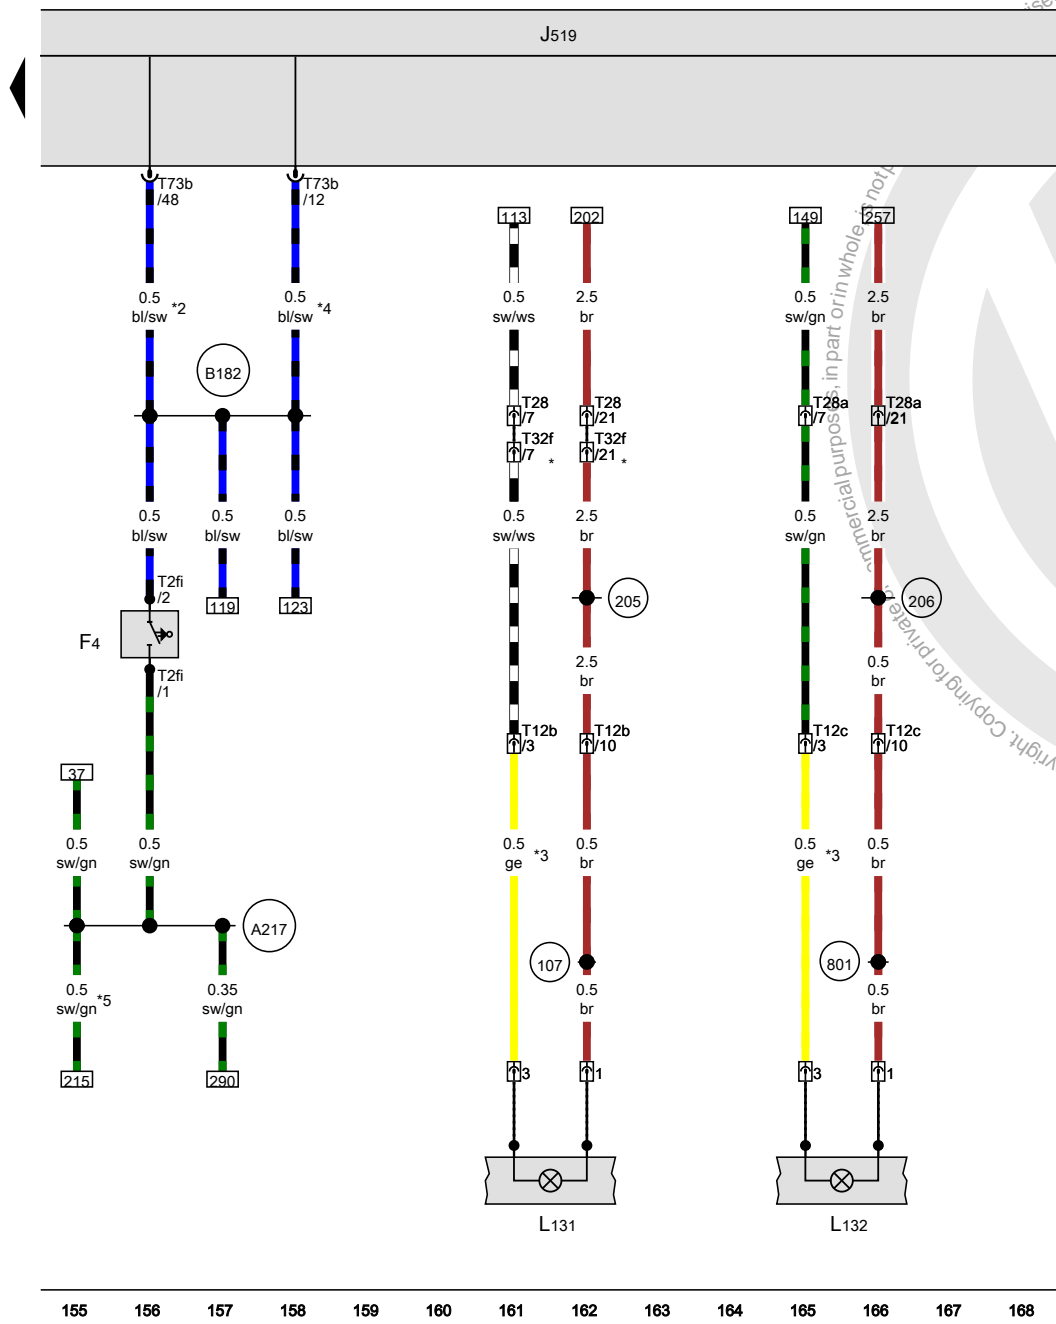 J519
T73b
/48
T73b
/12
113
202
149
257
0.5
bl/sw
*2
0.5
bl/sw
*4
0.5
sw/ws
2.5
br
0.5
sw/gn
2.5
br
B182
T28
/7
T28
/21
T28a
/7
T28a
/21
T32f
/7
*
T32f
/21
*
0.5
bl/sw
0.5
bl/sw
0.5
bl/sw
0.5
sw/ws
2.5
br
0.5
sw/gn
2.5
br
T2fi
/2
119
123
205
206
F4
T2fi
/1
2.5
br
0.5
br
T12b
/3
T12b
/10
T12c
/3
T12c
/10
37
0.5
sw/gn
0.5
sw/gn
0.5
ge
*3
0.5
br
0.5
ge
*3
0.5
br
A217
107
801
0.5
sw/gn
*5
0.35
sw/gn
0.5
br
0.5
br
215
290
3
1
3
1
L131
L132
155 156 157 158 159 160 161 162 163 164 165 166 167 168
commercial purposes, in part or in whole, is not
Copying for private